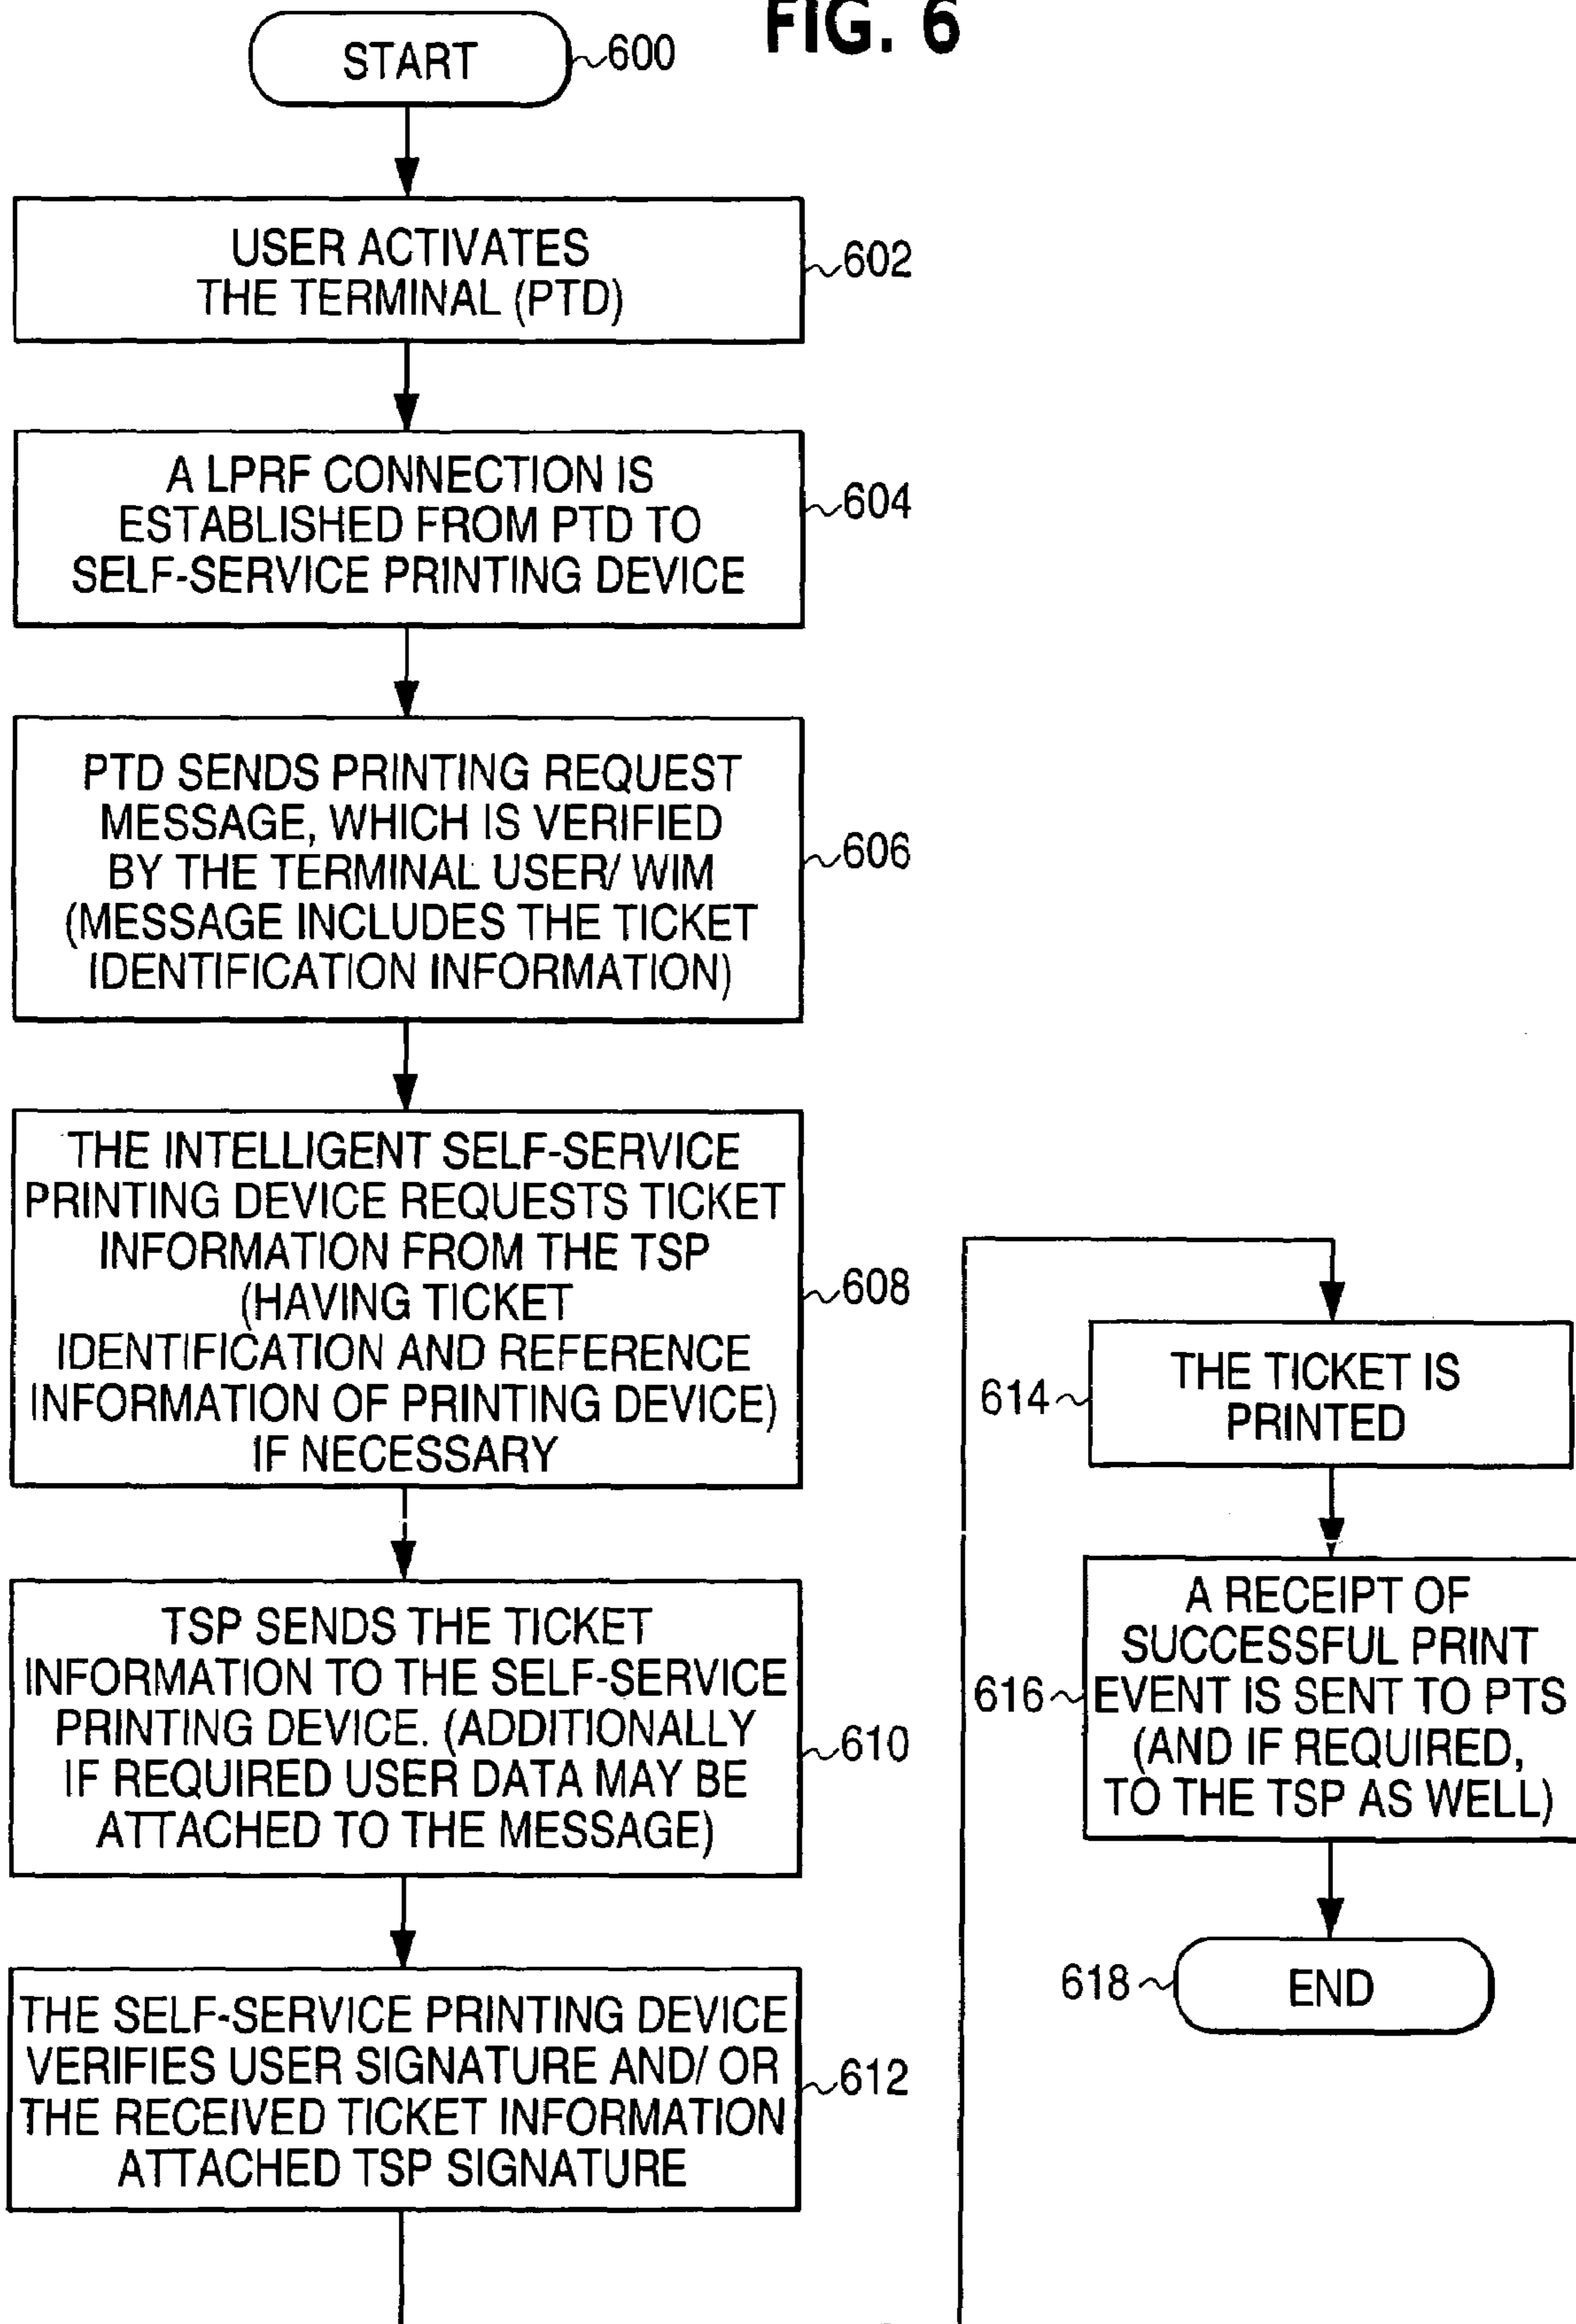 FIG. 6
START
600
USER ACTIVATES
THE TERMINAL (PTD)
602
A LPRF CONNECTION IS
ESTABLISHED FROM PTD TO
SELF-SERVICE PRINTING DEVICE
604
PTD SENDS PRINTING REQUEST
MESSAGE, WHICH IS VERIFIED
BY THE TERMINAL USER/ WIM
(MESSAGE INCLUDES THE TICKET
IDENTIFICATION INFORMATION)
606
THE INTELLIGENT SELF-SERVICE
PRINTING DEVICE REQUESTS TICKET
INFORMATION FROM THE TSP
(HAVING TICKET
IDENTIFICATION AND REFERENCE
INFORMATION OF PRINTING DEVICE)
IF NECESSARY
608
TSP SENDS THE TICKET
INFORMATION TO THE SELF-SERVICE
PRINTING DEVICE. (ADDITIONALLY
IF REQUIRED USER DATA MAY BE
ATTACHED TO THE MESSAGE)
610
THE SELF-SERVICE PRINTING DEVICE
VERIFIES USER SIGNATURE AND/ OR
THE RECEIVED TICKET INFORMATION
ATTACHED TSP SIGNATURE
612
614
THE TICKET IS
PRINTED
616
A RECEIPT OF
SUCCESSFUL PRINT
EVENT IS SENT TO PTS
(AND IF REQUIRED,
TO THE TSP AS WELL)
618
END